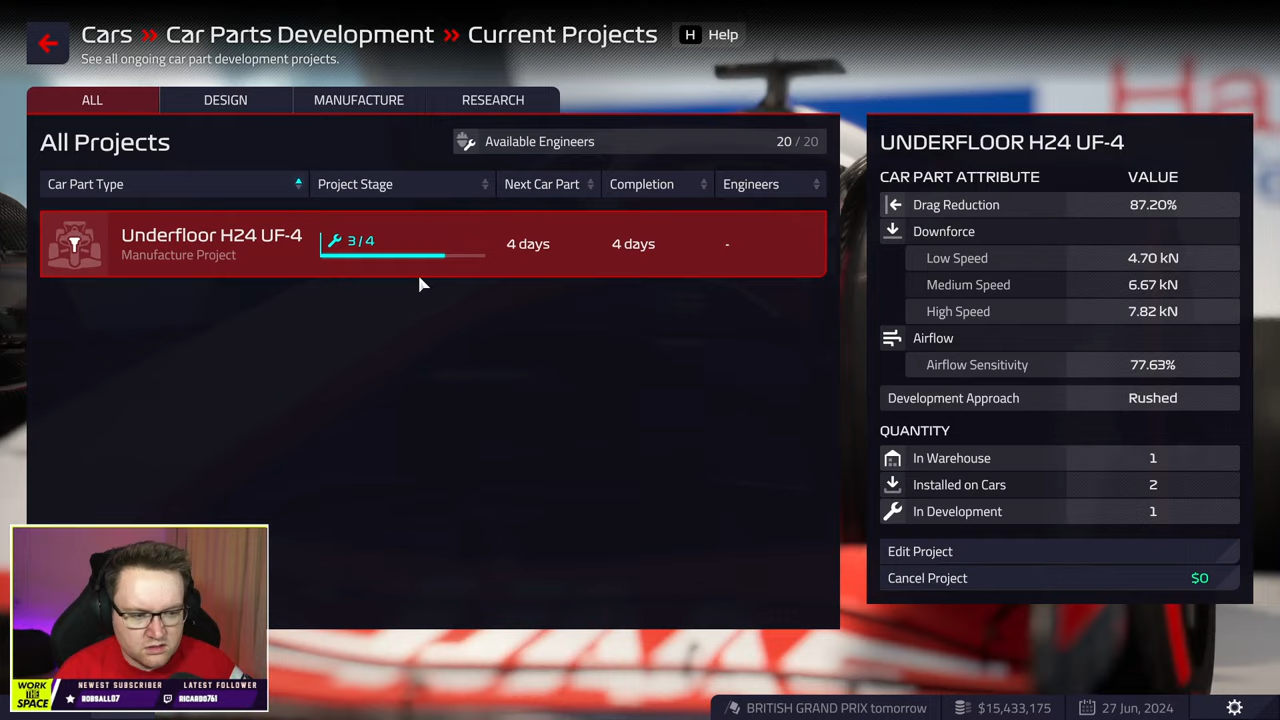 Cars » Car Parts Development » Current Projects H Help
See all ongoing car part development projects.
ALL DESIGN MANUFACTURE RESEARCH
All Projects
Available Engineers 20 / 20
Car Part Type Project Stage Next Car Part Completion Engineers
Underfloor H24 UF-4
Manufacture Project
3 / 4
4 days 4 days -
UNDERFLOOR H24 UF-4
CAR PART ATTRIBUTE VALUE
Drag Reduction 87.20%
Downforce
Low Speed 4.70 kN
Medium Speed 6.67 kN
High Speed 7.82 kN
Airflow
Airflow Sensitivity 77.63%
Development Approach Rushed
QUANTITY
In Warehouse 1
Installed on Cars 2
In Development 1
Edit Project
Cancel Project $0
WORK THE SPACE
NEWEST SUBSCRIBER LATEST FOLLOWER
ROBSALL07 RICARDO761
BRITISH GRAND PRIX tomorrow $15,433,175 27 Jun, 2024
Ha